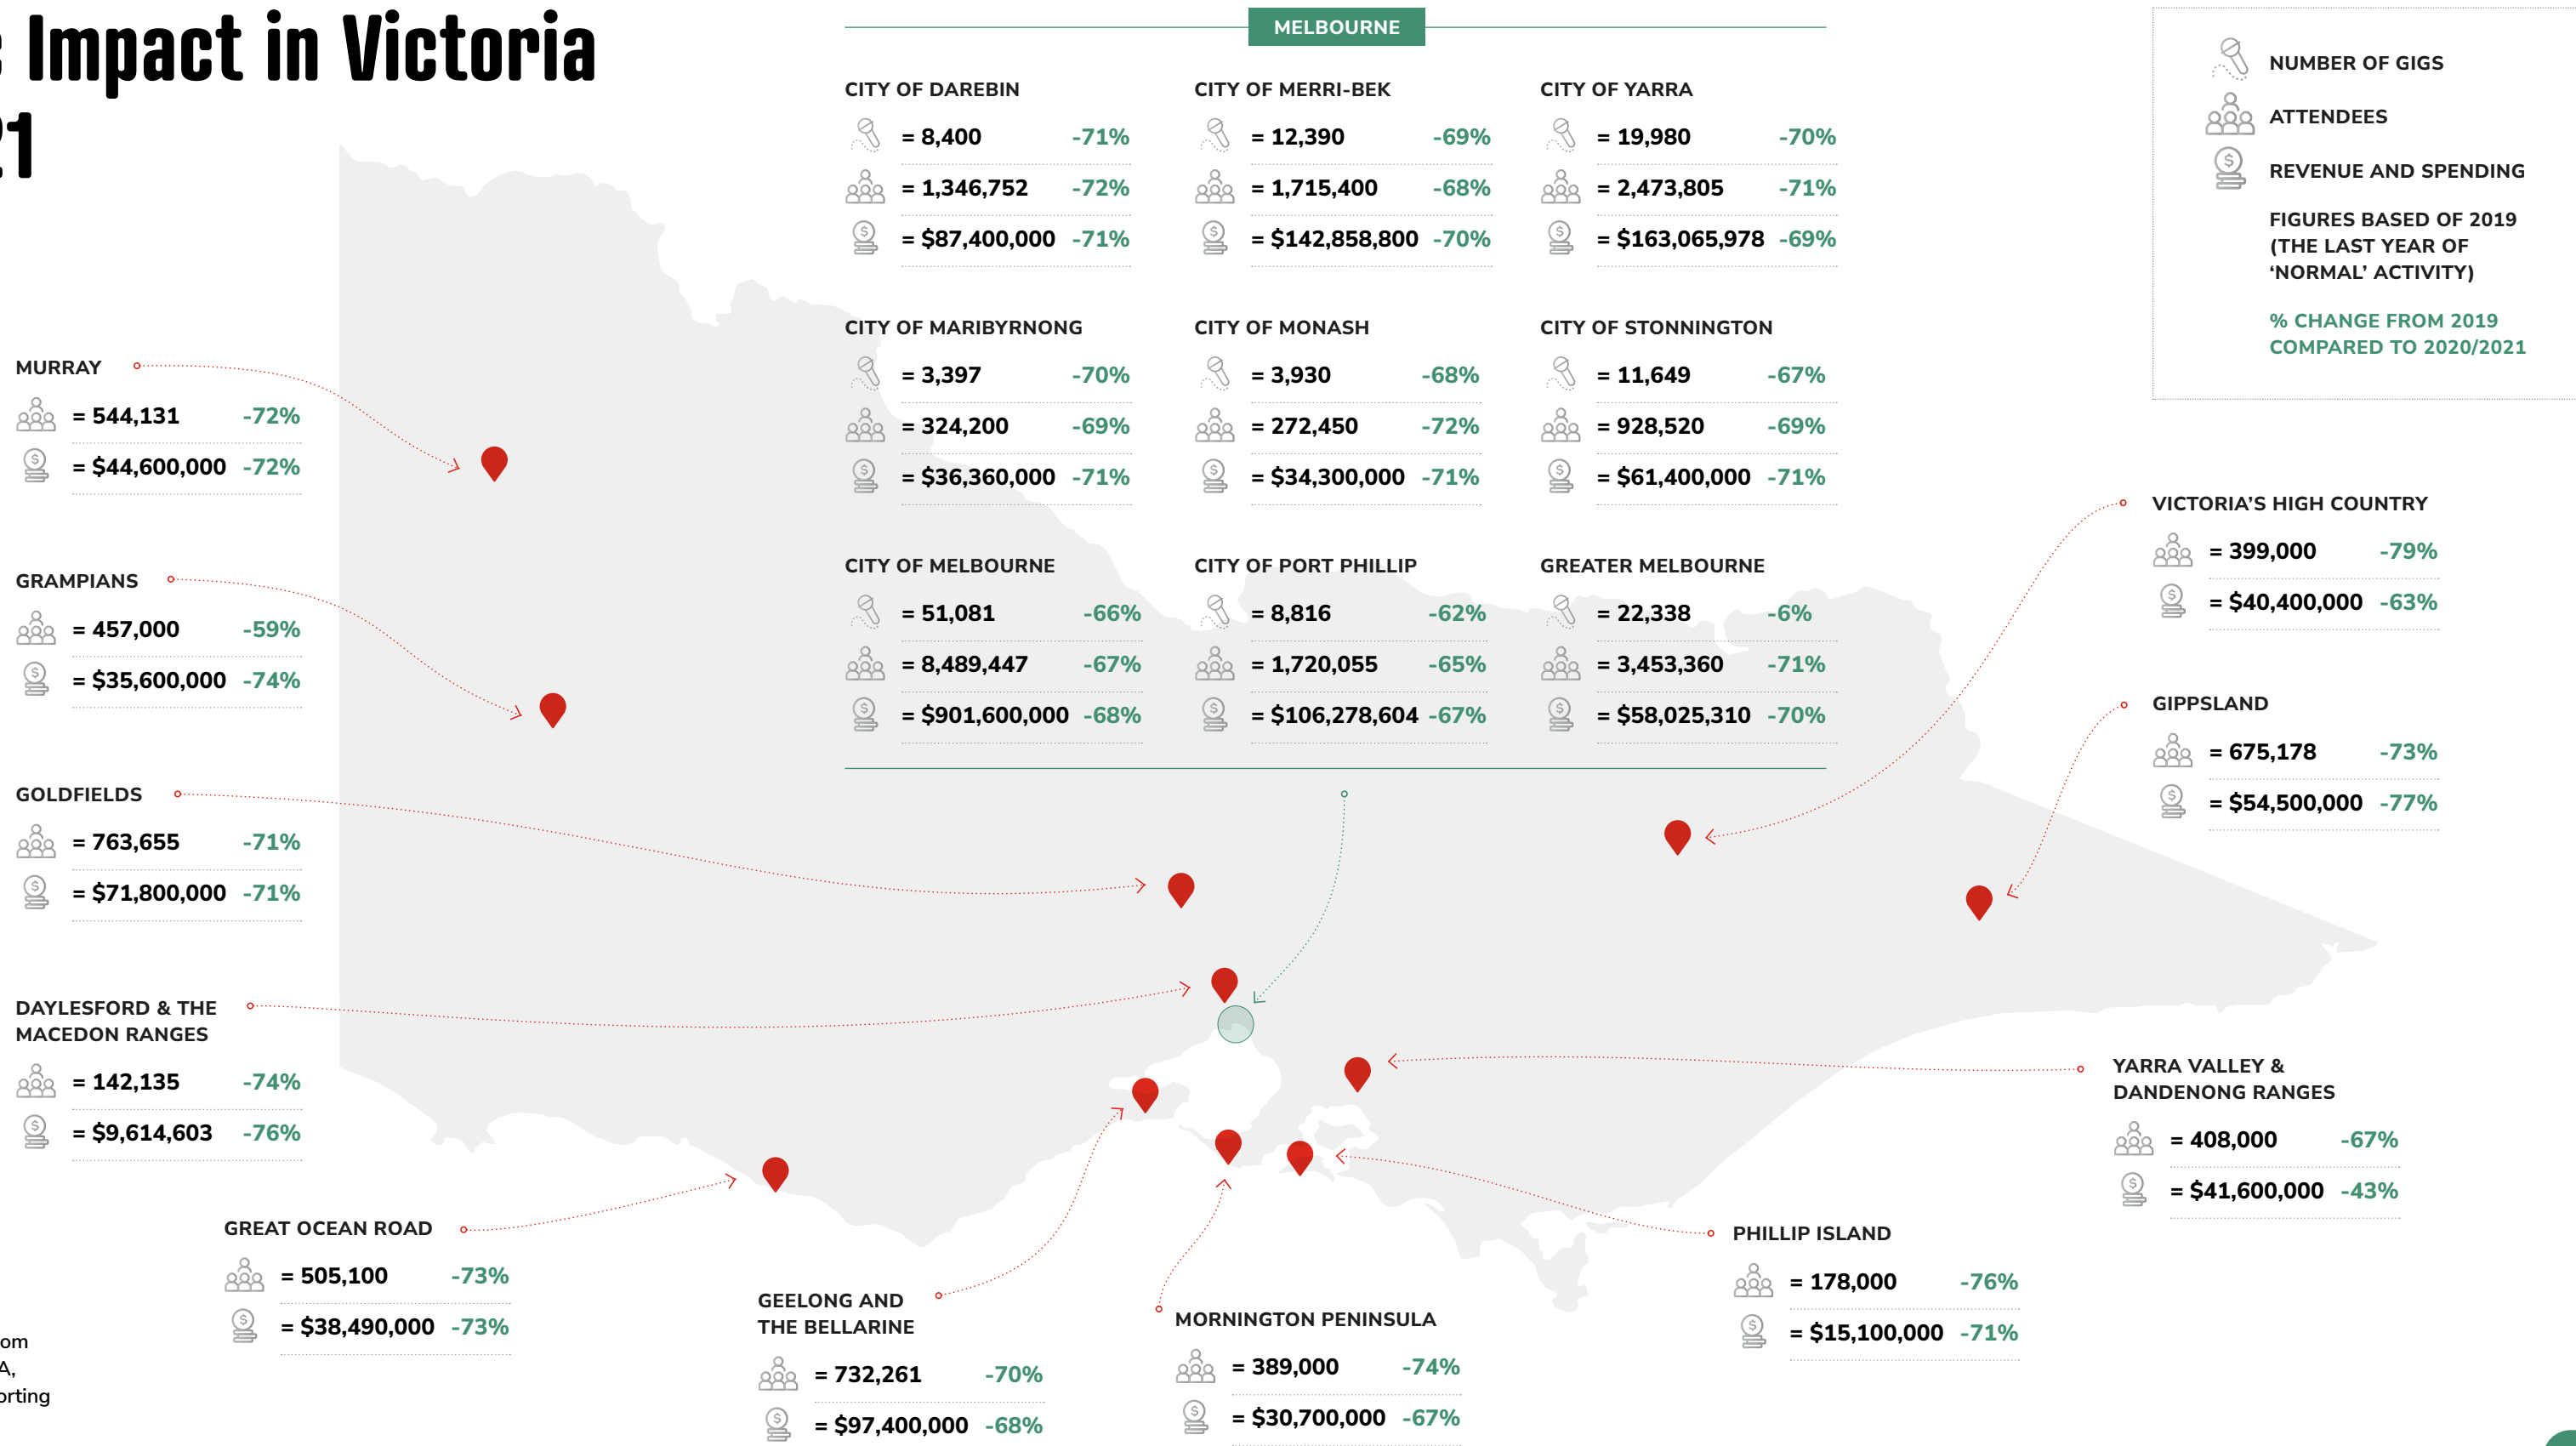 Impact in Victoria
21
MELBOURNE
CITY OF DAREBIN
= 8,400 -71%
= 1,346,752 -72%
= $87,400,000 -71%
CITY OF MERRI-BEK
= 12,390 -69%
= 1,715,400 -68%
= $142,858,800 -70%
CITY OF YARRA
= 19,980 -70%
= 2,473,805 -71%
= $163,065,978 -69%
CITY OF MARIBYRNONG
= 3,397 -70%
= 324,200 -69%
= $36,360,000 -71%
CITY OF MONASH
= 3,930 -68%
= 272,450 -72%
= $34,300,000 -71%
CITY OF STONNINGTON
= 11,649 -67%
= 928,520 -69%
= $61,400,000 -71%
CITY OF MELBOURNE
= 51,081 -66%
= 8,489,447 -67%
= $901,600,000 -68%
CITY OF PORT PHILLIP
= 8,816 -62%
= 1,720,055 -65%
= $106,278,604 -67%
GREATER MELBOURNE
= 22,338 -6%
= 3,453,360 -71%
= $58,025,310 -70%
NUMBER OF GIGS
ATTENDEES
REVENUE AND SPENDING
FIGURES BASED OF 2019
(THE LAST YEAR OF
‘NORMAL’ ACTIVITY)
% CHANGE FROM 2019
COMPARED TO 2020/2021
MURRAY
= 544,131 -72%
= $44,600,000 -72%
GRAMPIANS
= 457,000 -59%
= $35,600,000 -74%
GOLDFIELDS
= 763,655 -71%
= $71,800,000 -71%
DAYLESFORD & THE
MACEDON RANGES
= 142,135 -74%
= $9,614,603 -76%
GREAT OCEAN ROAD
= 505,100 -73%
= $38,490,000 -73%
GEELONG AND
THE BELLARINE
= 732,261 -70%
= $97,400,000 -68%
MORNINGTON PENINSULA
= 389,000 -74%
= $30,700,000 -67%
PHILLIP ISLAND
= 178,000 -76%
= $15,100,000 -71%
YARRA VALLEY &
DANDENONG RANGES
= 408,000 -67%
= $41,600,000 -43%
VICTORIA’S HIGH COUNTRY
= 399,000 -79%
= $40,400,000 -63%
GIPPSLAND
= 675,178 -73%
= $54,500,000 -77%
om
A,
orting